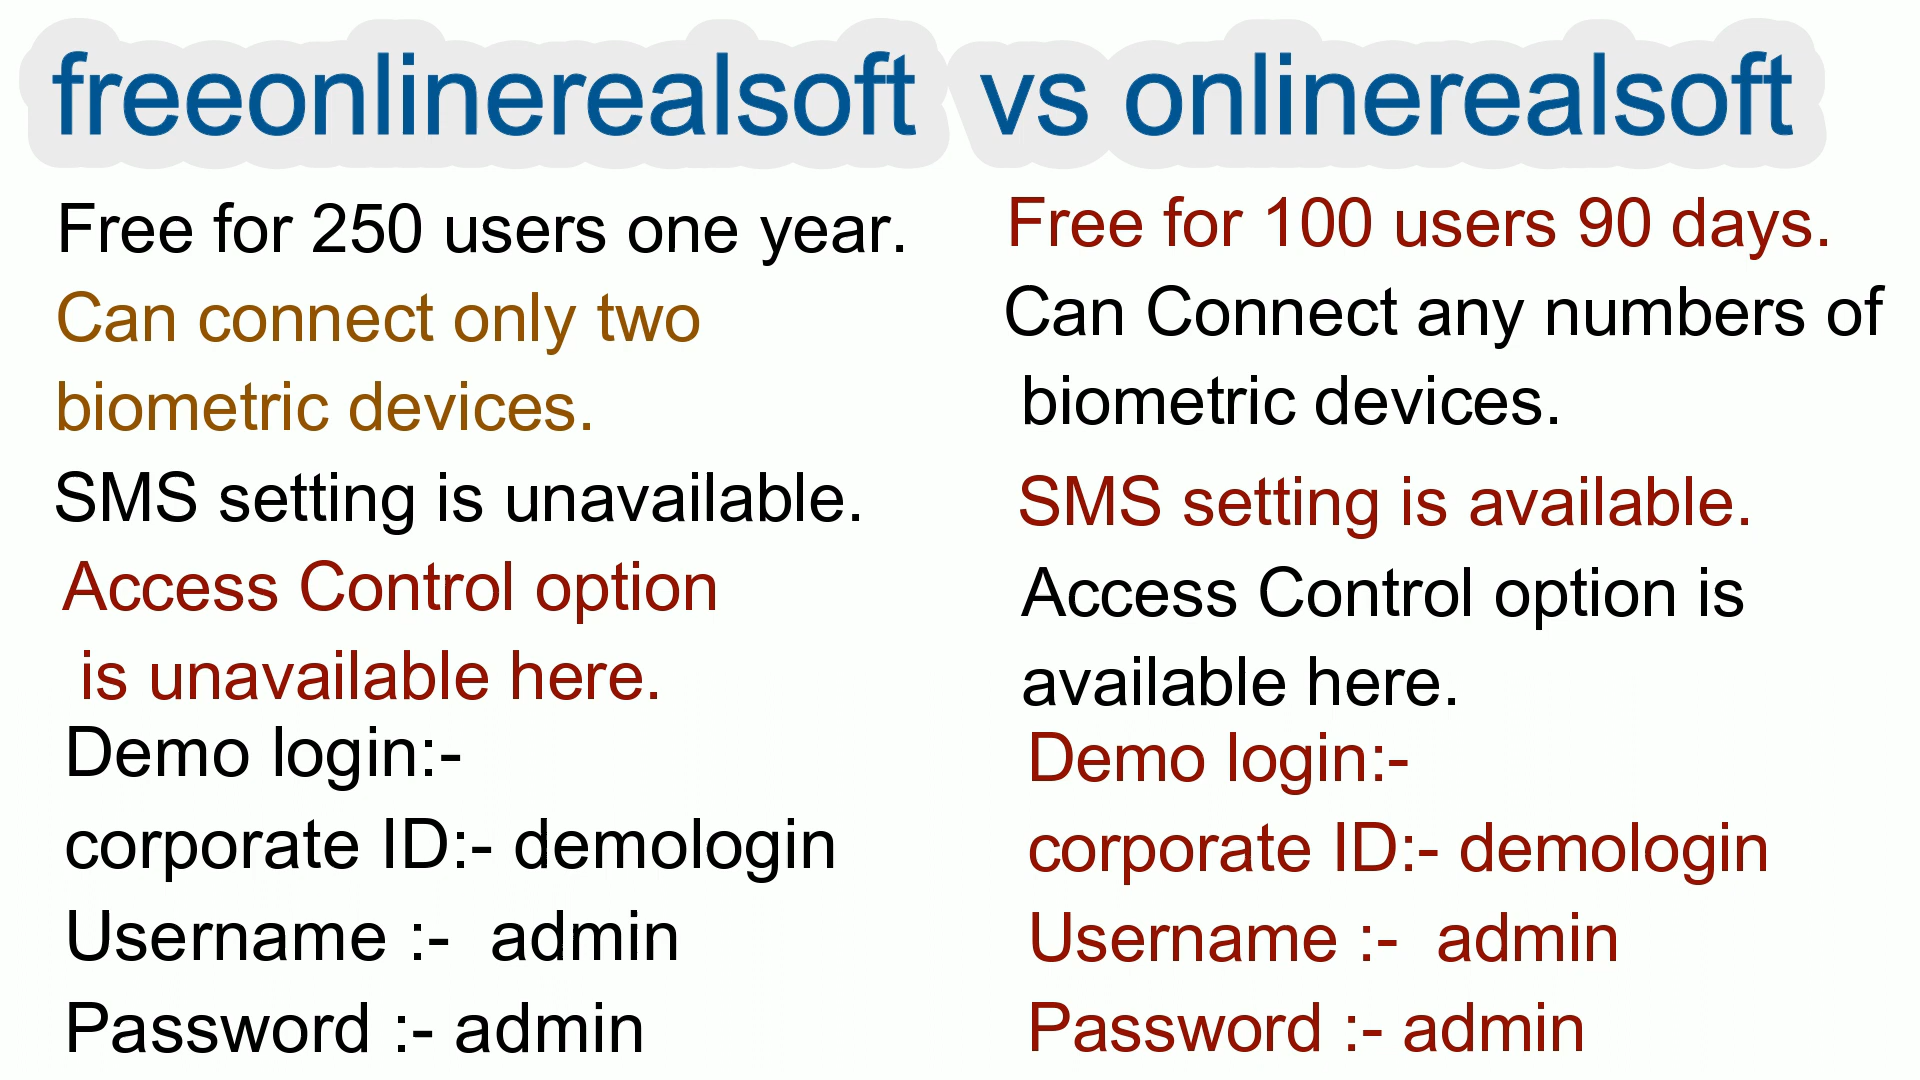 freeonlinerealsoft vs onlinerealsoft
Free for 250 users one year.
Can connect only two
biometric devices.
SMS setting is unavailable.
Access Control option
is unavailable here.
Demo login:-
corporate ID:- demologin
Username :- admin
Password :- admin
Free for 100 users 90 days.
Can Connect any numbers of
biometric devices.
SMS setting is available.
Access Control option is
available here.
Demo login:-
corporate ID:- demologin
Username :- admin
Password :- admin